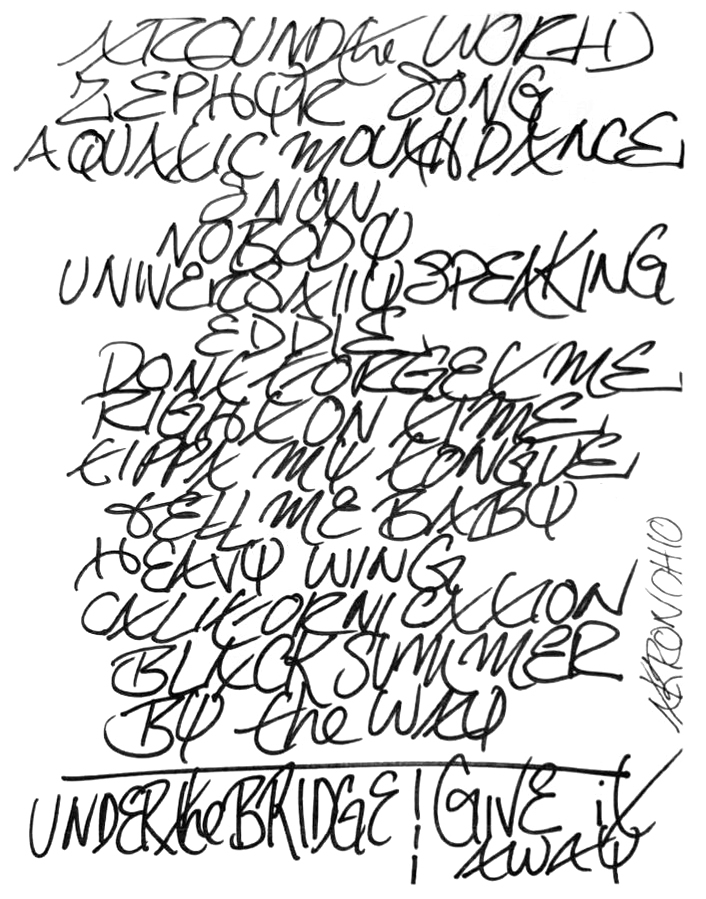 AROUND the WORLD
ZEPHYR SONG
AQUATIC MOUTH DANCE
SNOW
NOBODY
UNIVERSALLY SPEAKING
EDDIE
DONT FORGET ME
RIGHT ON TIME
TIPPA MY TONGUE
TELL ME BABY
HEAVY WING
CALIFORNICATION
BLACK SUMMER
BY the WAY
UNDER the BRIDGE | GIVE it AWAY
AKRON OHIO